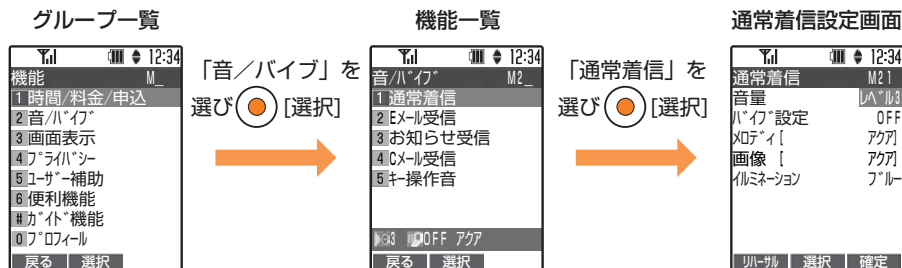 グループ一覧
12:34
機能 M_
1 時間/料金/申込
2 音/バイブ
3 画面表示
4 プライバシー
5 ユーザー補助
6 便利機能
# ガイド機能
0 プロフィール
戻る 選択
「音／バイブ」を
選び [選択]
機能一覧
12:34
音/バイブ M2_
1 通常着信
2 Eメール受信
3 お知らせ受信
4 Cメール受信
5 キー操作音
3 OFF アクア
戻る 選択
「通常着信」を
選び [選択]
通常着信設定画面
12:34
通常着信 M21
音量 レベル3
バイブ設定 OFF
メロディ[ アクア]
画像 [ アクア]
イルミネーション ブルー
リハーサル 選択 確定